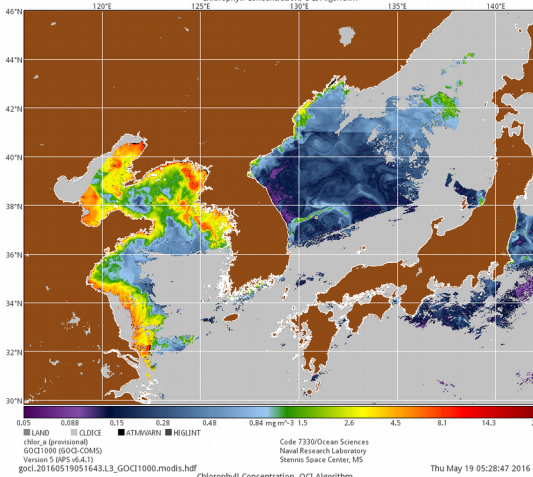 120°E 125°E 130°E 135°E 140°E
46°N
44°N
42°N
40°N
38°N
36°N
34°N
32°N
30°N
0.05 0.088 0.15 0.28 0.48 0.84 mg m^-3 1.5 2.6 4.5 8.1 14.3
LAND CLDICE ATMWARN HIGLINT
chlor_a (provisional) Code 7330/Ocean Sciences
GOCI1000 (GOCI-COMS) Naval Research Laboratory
Version 5 (APS v6.4.1) Stennis Space Center, MS
goci.20160519051643.L3_GOCI1000.modis.hdf Thu May 19 05:28:47 2016
Chlorophyll Concentration, OCI Algorithm